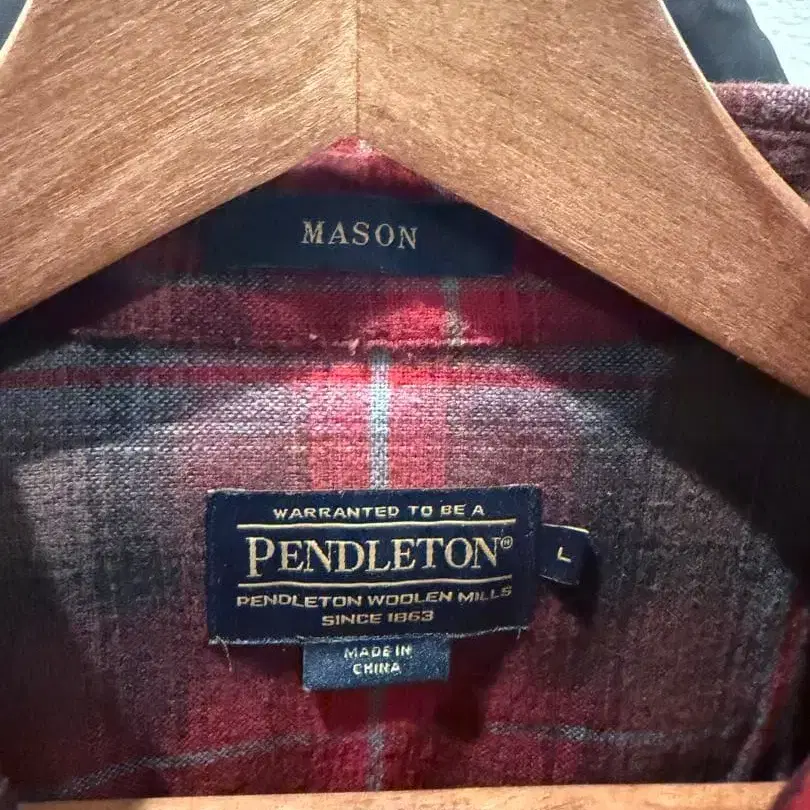 MASON
WARRANTED TO BE A
PENDLETON®
L
PENDLETON WOOLEN MILLS
SINCE 1863
MADE IN
CHINA